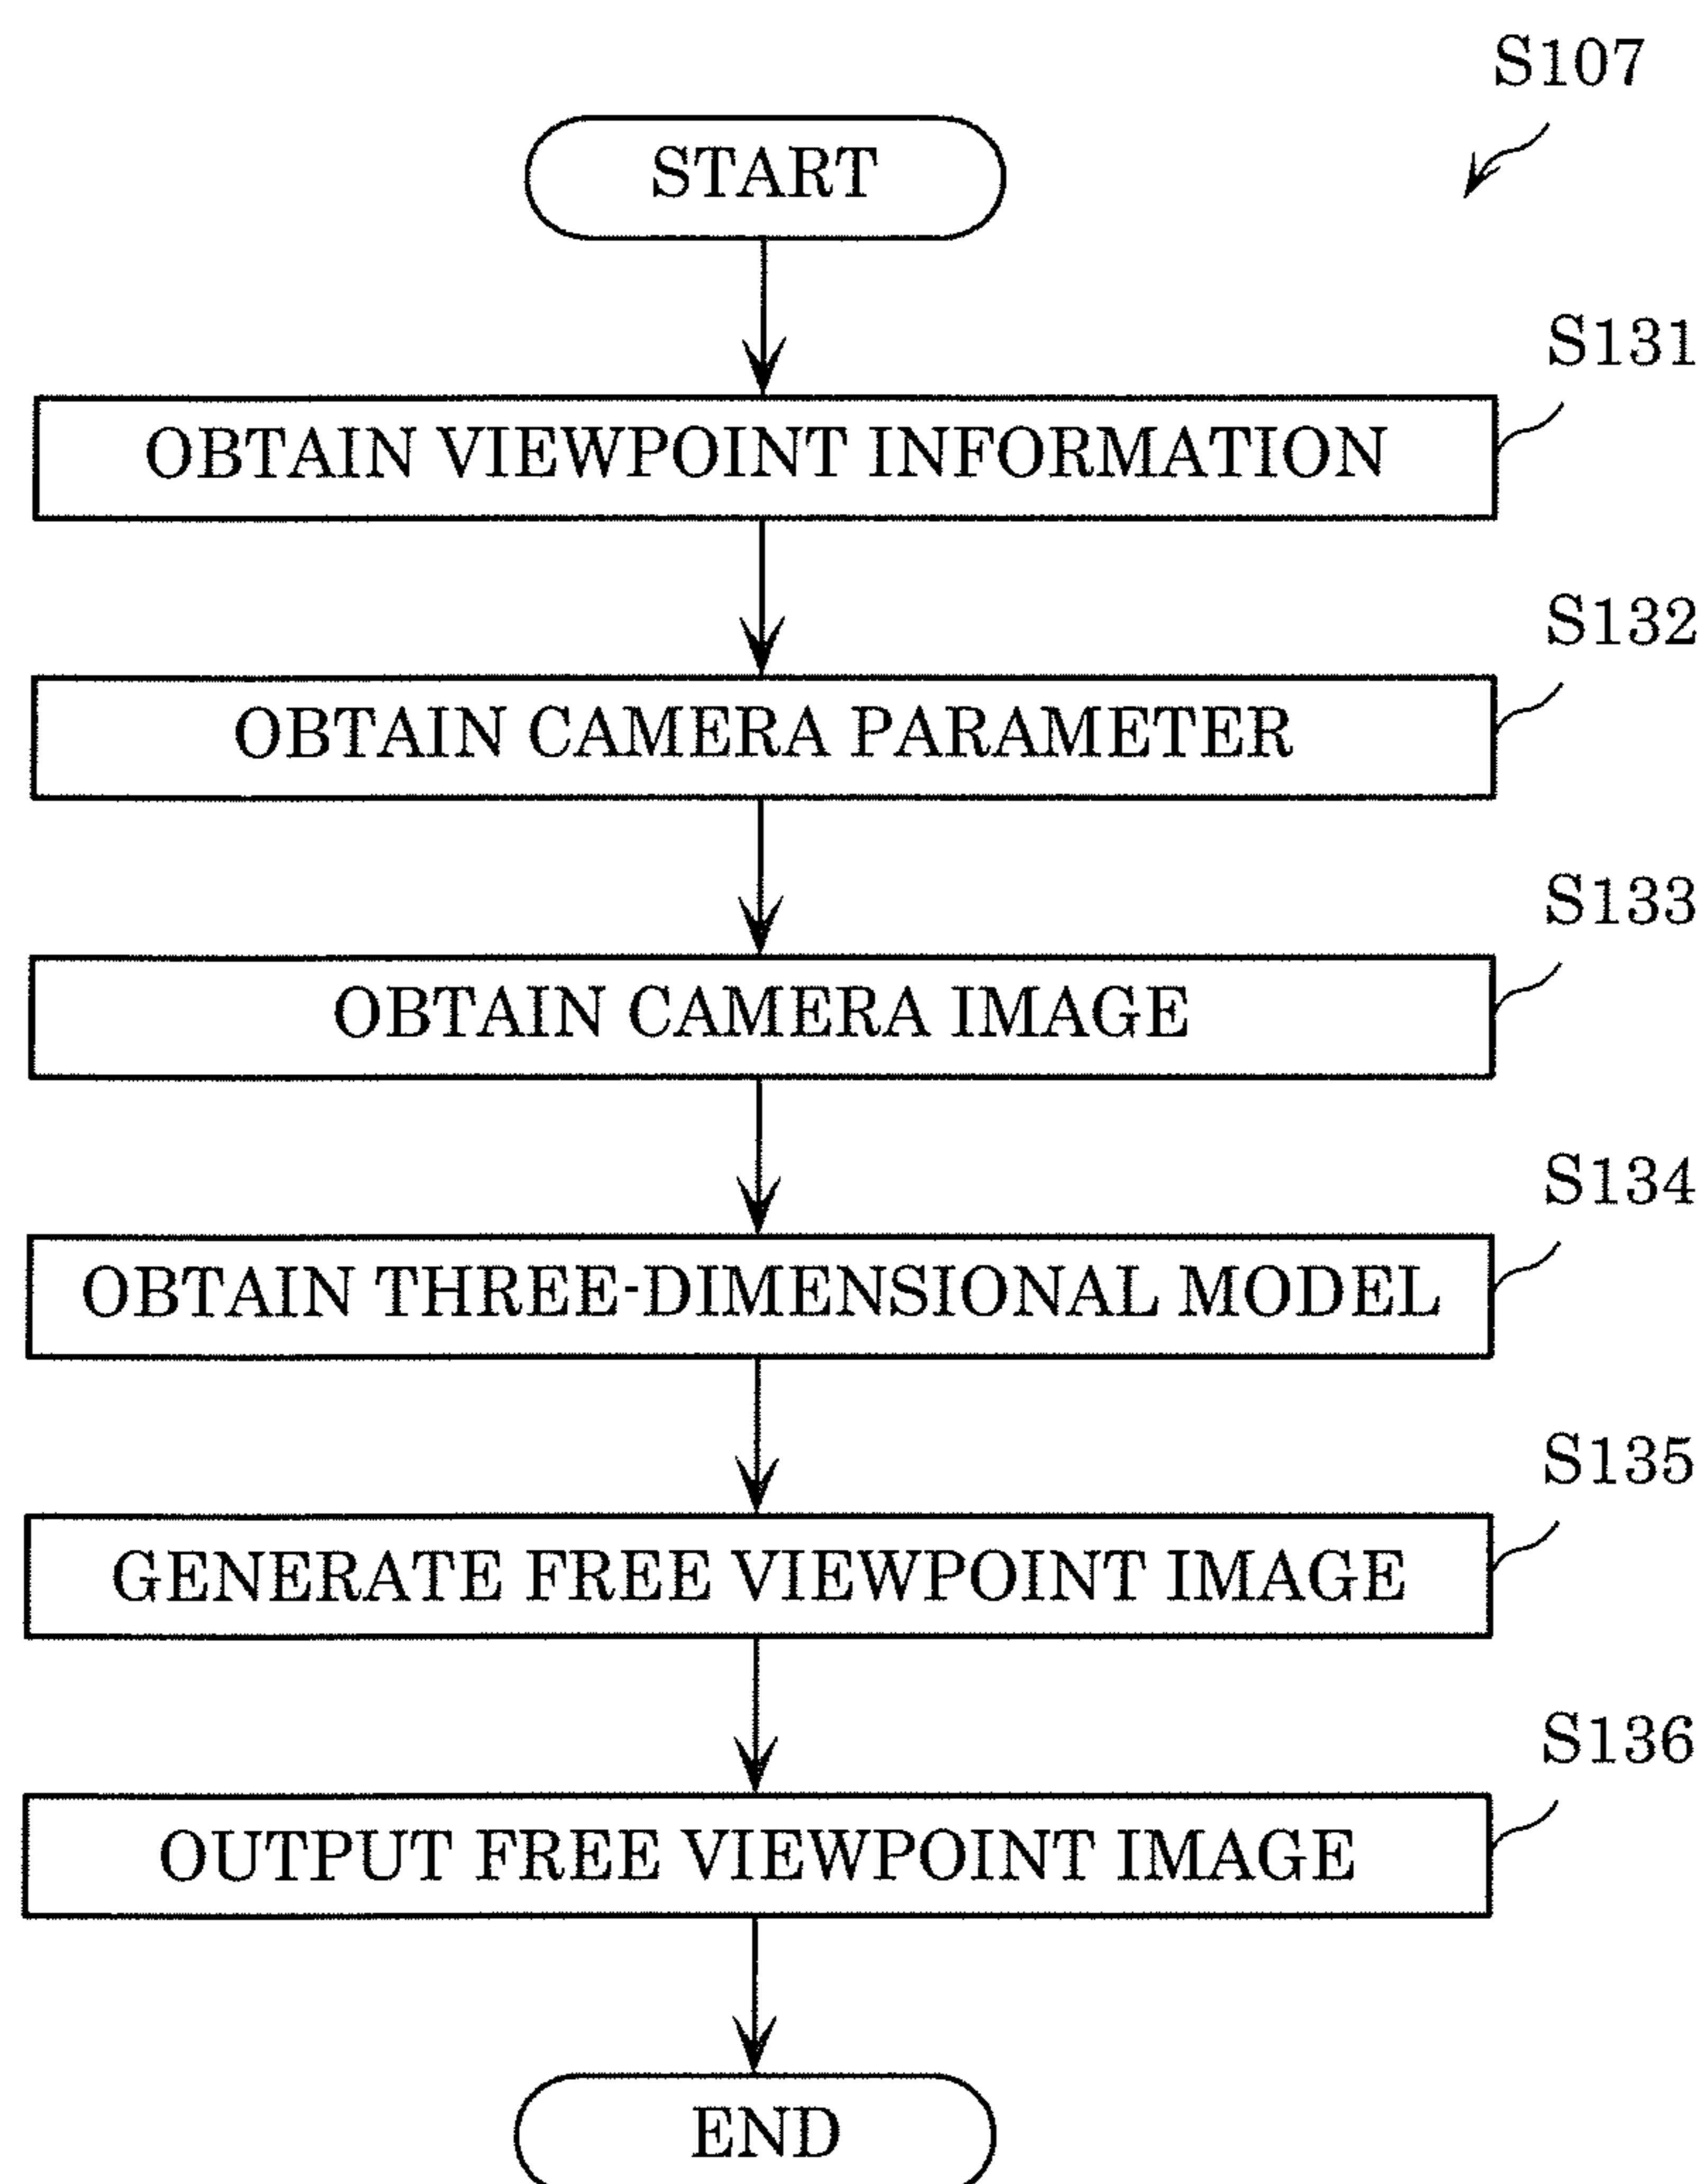 S107
START
S131
OBTAIN VIEWPOINT INFORMATION
S132
OBTAIN CAMERA PARAMETER
S133
OBTAIN CAMERA IMAGE
S134
OBTAIN THREE-DIMENSIONAL MODEL
S135
GENERATE FREE VIEWPOINT IMAGE
S136
OUTPUT FREE VIEWPOINT IMAGE
END